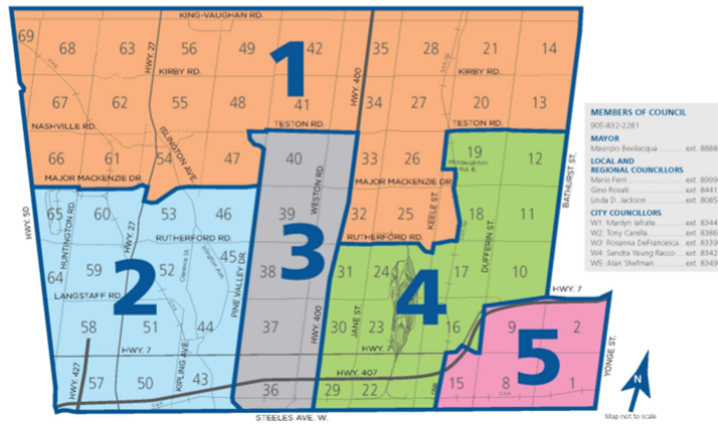 KING-VAUGHAN RD.
69
68
63
HWY. 27
56
49
42
35
28
21
14
1
KIRBY RD.
HWY. 400
KIRBY RD.
67
62
55
48
41
34
27
20
13
NASHVILLE RD.
ISLINGTON AVE.
TESTON RD.
TESTON RD.
66
61
54
47
40
33
26
19
12
MAJOR MACKENZIE DR.
MAJOR MACKENZIE DR.
WESTON RD.
KEELE ST.
BATHURST ST.
HWY. 50
65
HUNTINGTON RD.
60
HWY. 27
53
46
39
32
25
18
11
RUTHERFORD RD.
RUTHERFORD RD.
DUFFERIN ST.
64
59
2
52
45
PINE VALLEY DR.
38
3
31
24
4
17
10
LANGSTAFF RD.
HWY. 7
58
51
44
37
HWY. 400
30
JANE ST.
23
16
9
5
2
HWY. 7
HWY. 7
HWY. 427
57
50
KIPLING AVE.
43
36
HWY. 407
29
22
15
8
1
YONGE ST.
STEELES AVE. W.
MEMBERS OF COUNCIL
905-832-2281
MAYOR
Maurizio Bevilacqua ext. 8888
LOCAL AND
REGIONAL COUNCILLORS
Mario Ferri ext. 8999
Gino Rosati ext. 8441
Linda D. Jackson ext. 8085
CITY COUNCILLORS
W1 Marilyn Iafrate ext. 8344
W2 Tony Carella ext. 8386
W3 Rosanna DeFrancesca ext. 8339
W4 Sandra Yeung Racco ext. 8342
W5 Alan Shefman ext. 8349
N
Map not to scale